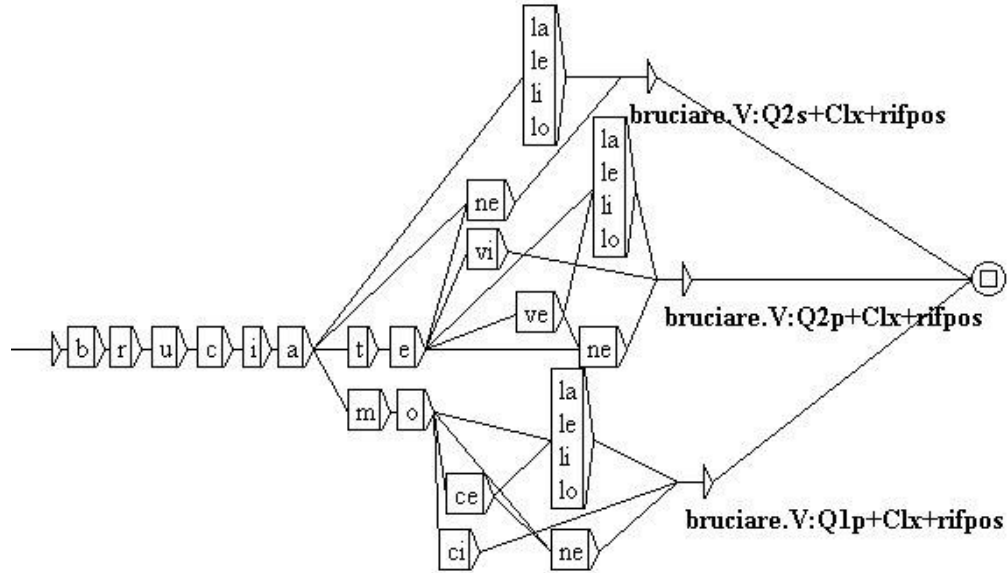 la
le
li
lo
bruciare.V:Q2s+Clx+rifpos
la
le
li
lo
ne
vi
ve
bruciare.V:Q2p+Clx+rifpos
b r u c i a t e ne
m o
la
le
li
lo
ce
bruciare.V:Q1p+Clx+rifpos
ci ne